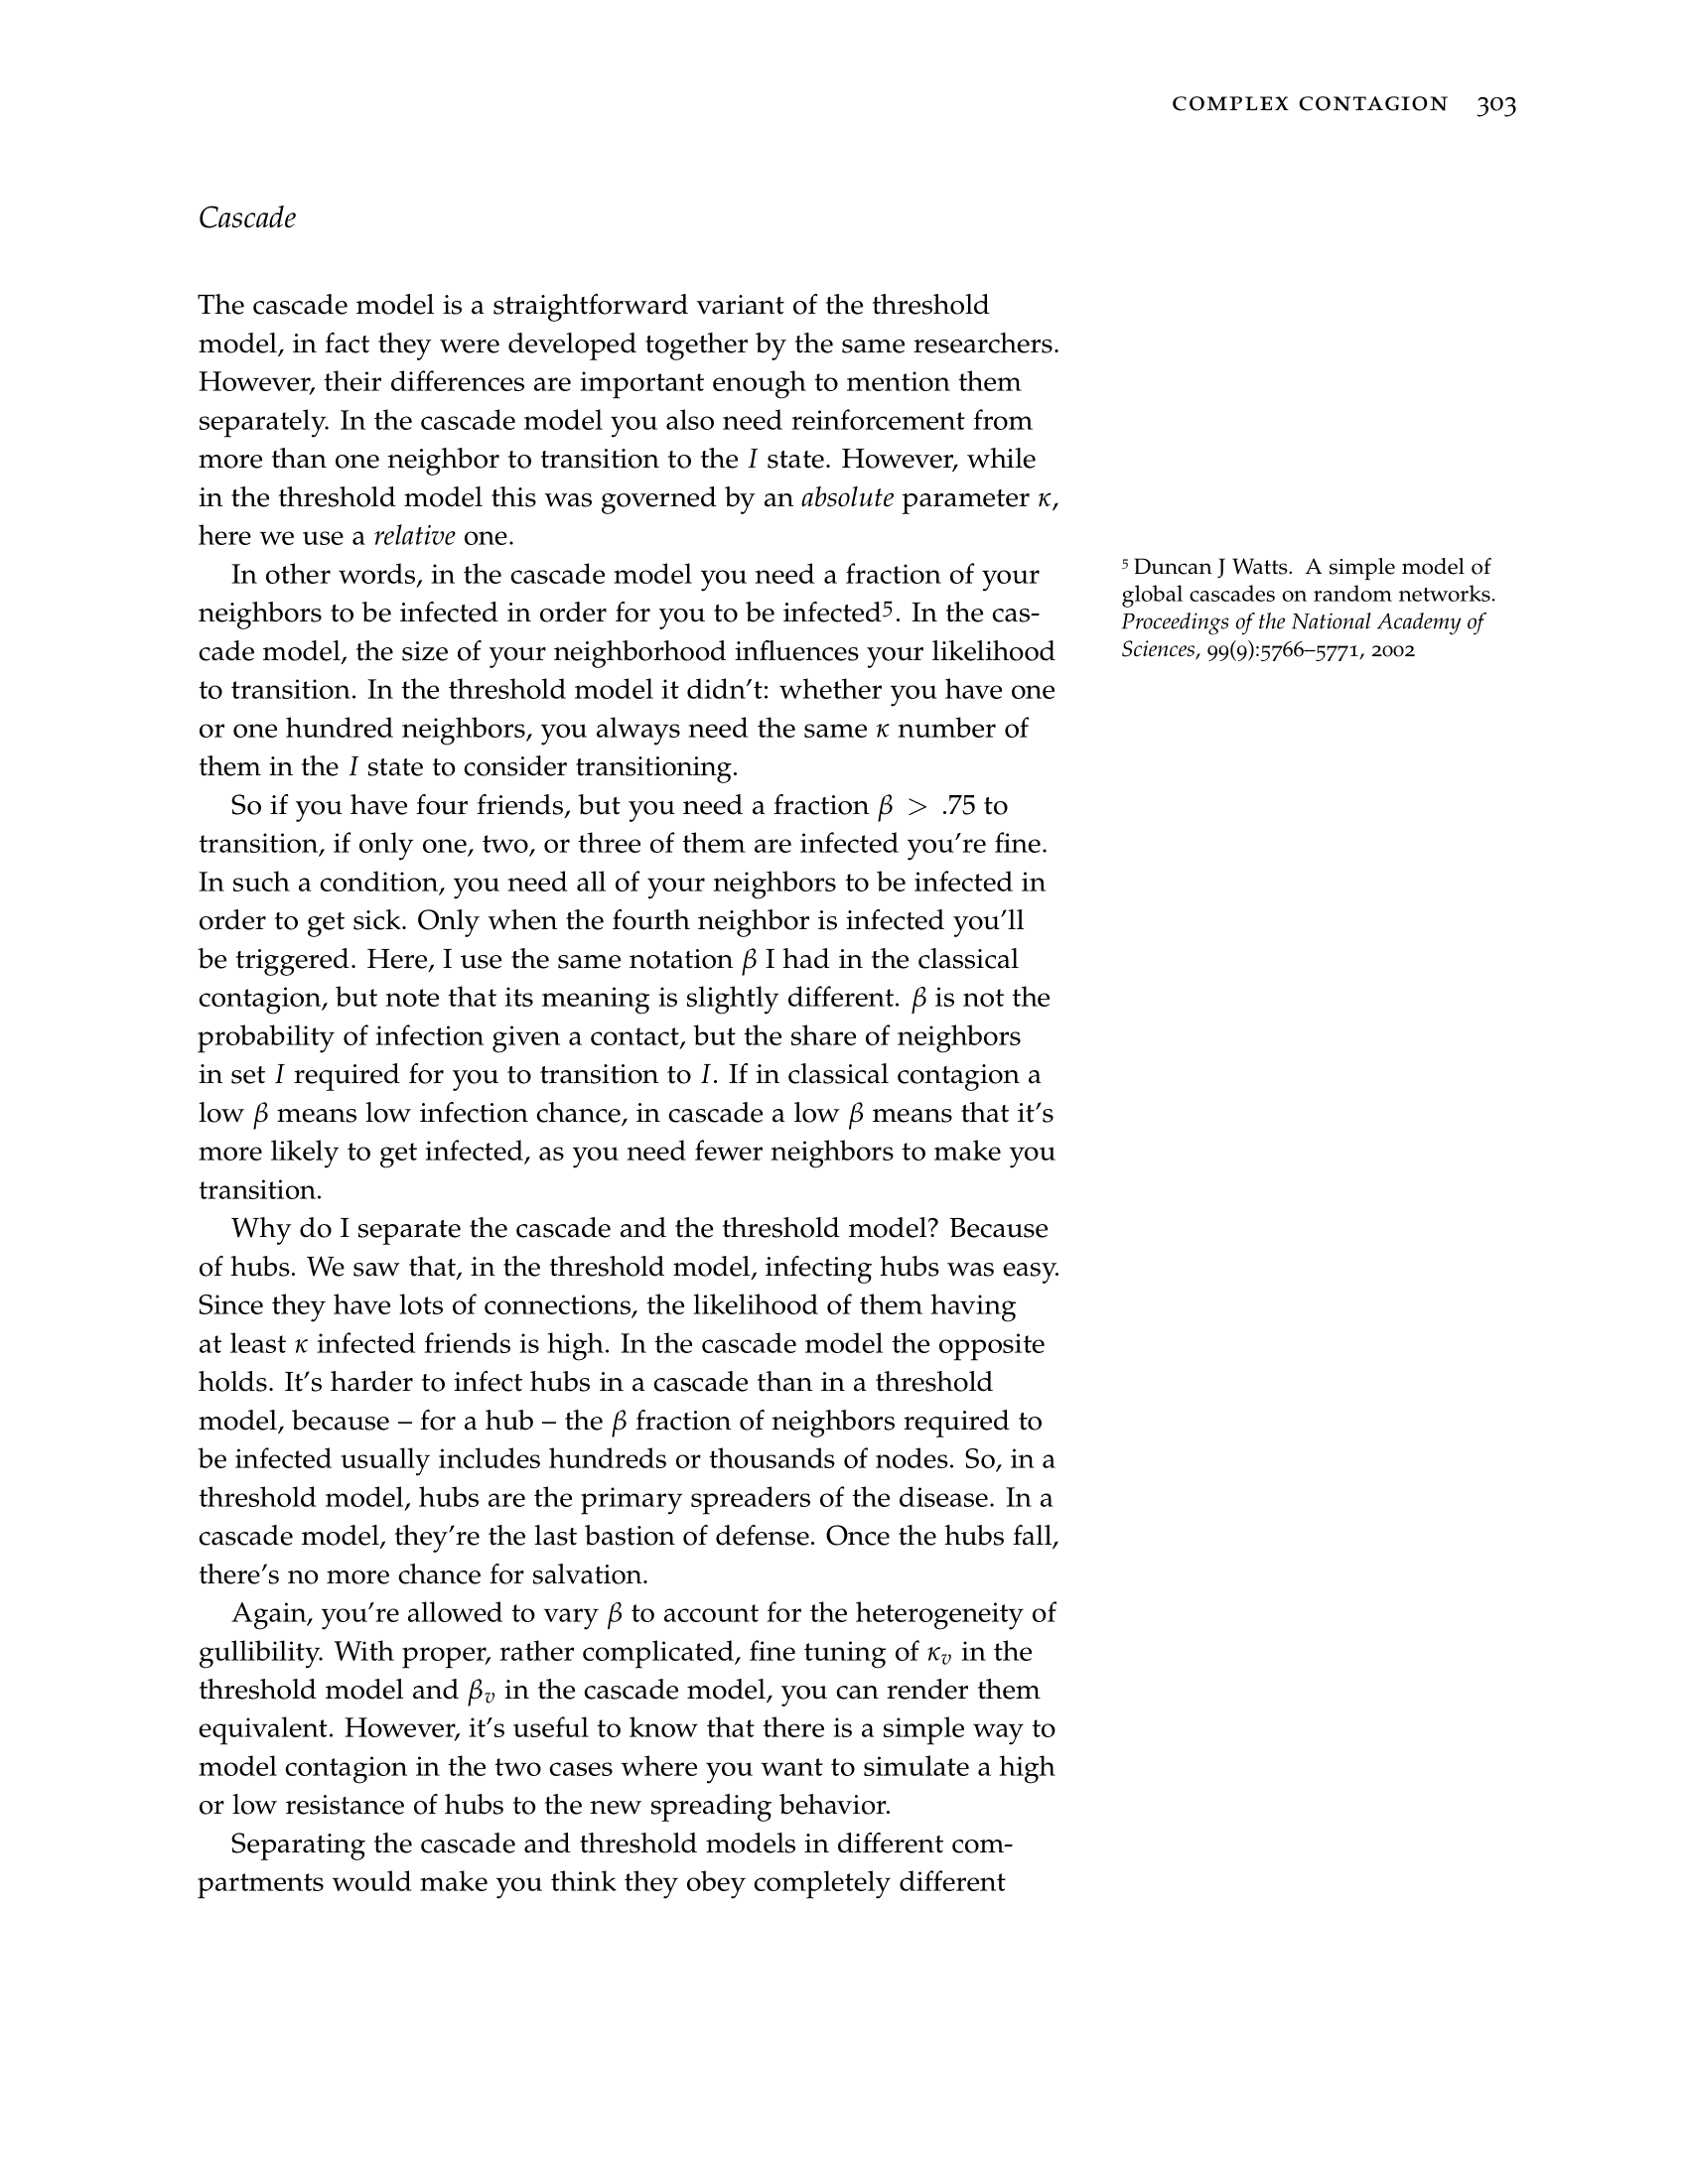 COMPLEX CONTAGION 303
Cascade
The cascade model is a straightforward variant of the threshold
model, in fact they were developed together by the same researchers.
However, their differences are important enough to mention them
separately. In the cascade model you also need reinforcement from
more than one neighbor to transition to the I state. However, while
in the threshold model this was governed by an absolute parameter κ,
here we use a relative one.
In other words, in the cascade model you need a fraction of your
neighbors to be infected in order for you to be infected⁵. In the cas-
cade model, the size of your neighborhood influences your likelihood
to transition. In the threshold model it didn't: whether you have one
or one hundred neighbors, you always need the same κ number of
them in the I state to consider transitioning.
So if you have four friends, but you need a fraction β > .75 to
transition, if only one, two, or three of them are infected you're fine.
In such a condition, you need all of your neighbors to be infected in
order to get sick. Only when the fourth neighbor is infected you'll
be triggered. Here, I use the same notation β I had in the classical
contagion, but note that its meaning is slightly different. β is not the
probability of infection given a contact, but the share of neighbors
in set I required for you to transition to I. If in classical contagion a
low β means low infection chance, in cascade a low β means that it's
more likely to get infected, as you need fewer neighbors to make you
transition.
Why do I separate the cascade and the threshold model? Because
of hubs. We saw that, in the threshold model, infecting hubs was easy.
Since they have lots of connections, the likelihood of them having
at least κ infected friends is high. In the cascade model the opposite
holds. It's harder to infect hubs in a cascade than in a threshold
model, because – for a hub – the β fraction of neighbors required to
be infected usually includes hundreds or thousands of nodes. So, in a
threshold model, hubs are the primary spreaders of the disease. In a
cascade model, they're the last bastion of defense. Once the hubs fall,
there's no more chance for salvation.
Again, you're allowed to vary β to account for the heterogeneity of
gullibility. With proper, rather complicated, fine tuning of κᵥ in the
threshold model and βᵥ in the cascade model, you can render them
equivalent. However, it's useful to know that there is a simple way to
model contagion in the two cases where you want to simulate a high
or low resistance of hubs to the new spreading behavior.
Separating the cascade and threshold models in different com-
partments would make you think they obey completely different
⁵ Duncan J Watts. A simple model of
global cascades on random networks.
Proceedings of the National Academy of
Sciences, 99(9):5766–5771, 2002